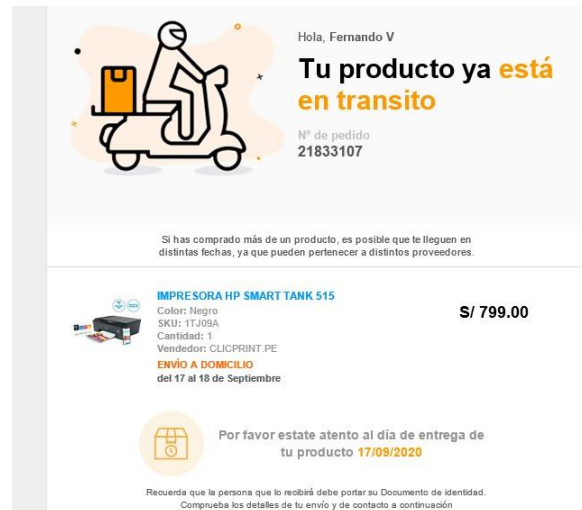 Hola, Fernando V
Tu producto ya está
en transito
Nº de pedido
21833107
Si has comprado más de un producto, es posible que te lleguen en
distintas fechas, ya que pueden pertenecer a distintos proveedores.
IMPRESORA HP SMART TANK 515
Color: Negro
SKU: 1TJ09A
Cantidad: 1
Vendedor: CLICPRINT.PE
ENVÍO A DOMICILIO
del 17 al 18 de Septiembre
S/ 799.00
Por favor estate atento al día de entrega de
tu producto 17/09/2020
Recuerda que la persona que lo recibirá debe portar su Documento de identidad.
Comprueba los detalles de tu envío y de contacto a continuación